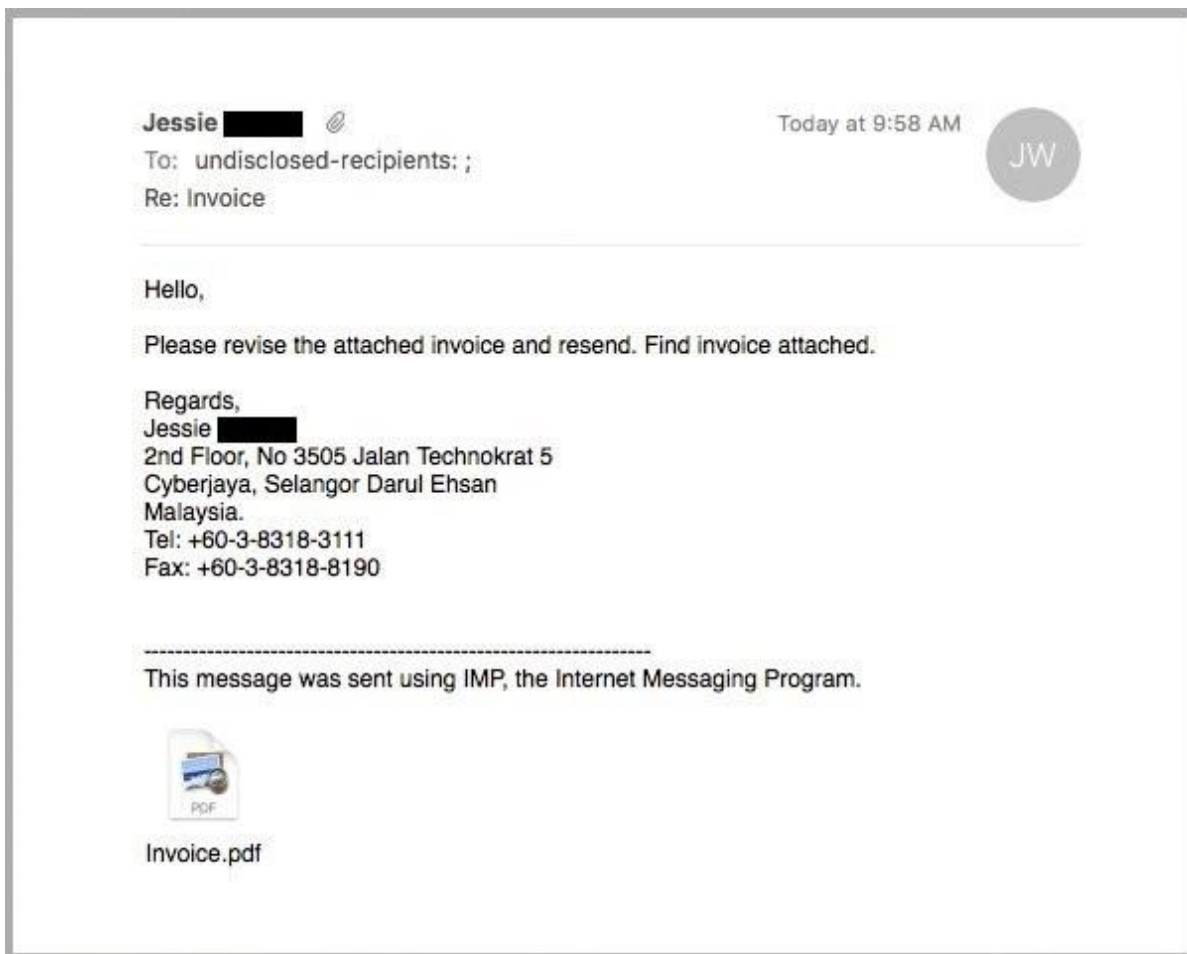 Jessie
Today at 9:58 AM
JW
To: undisclosed-recipients: ;
Re: Invoice
Hello,
Please revise the attached invoice and resend. Find invoice attached.
Regards,
Jessie
2nd Floor, No 3505 Jalan Technokrat 5
Cyberjaya, Selangor Darul Ehsan
Malaysia.
Tel: +60-3-8318-3111
Fax: +60-3-8318-8190
----------------------------------------------------------------
This message was sent using IMP, the Internet Messaging Program.
PDF
Invoice.pdf